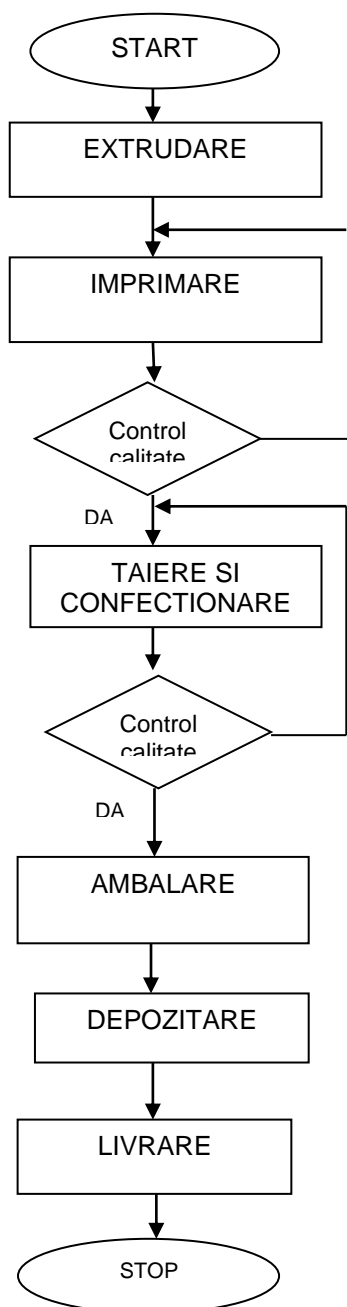 START
EXTRUDARE
IMPRIMARE
Control
calitate
DA
TAIERE SI
CONFECTIONARE
Control
calitate
DA
AMBALARE
DEPOZITARE
LIVRARE
STOP